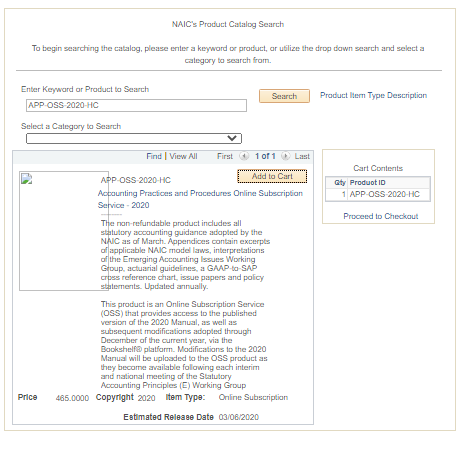 NAIC's Product Catalog Search
To begin searching the catalog, please enter a keyword or product, or utilize the drop down search and select a
category to search from.
Enter Keyword or Product to Search
APP-OSS-2020-HC
Search
Product Item Type Description
Select a Category to Search
Find | View All First 1 of 1 Last
APP-OSS-2020-HC
Add to Cart
Accounting Practices and Procedures Online Subscription
Service - 2020
----------
The non-refundable product includes all
statutory accounting guidance adopted by the
NAIC as of March. Appendices contain excerpts
of applicable NAIC model laws, interpretations
of the Emerging Accounting Issues Working
Group, actuarial guidelines, a GAAP-to-SAP
cross reference chart, issue papers and policy
statements. Updated annually.
This product is an Online Subscription Service
(OSS) that provides access to the published
version of the 2020 Manual, as well as
subsequent modifications adopted through
December of the current year, via the
Bookshelf® platform. Modifications to the 2020
Manual will be uploaded to the OSS product as
they become available following each interim
and national meeting of the Statutory
Accounting Principles (E) Working Group
Price 465.0000 Copyright 2020 Item Type: Online Subscription
Estimated Release Date 03/06/2020
Cart Contents
Qty Product ID
1 APP-OSS-2020-HC
Proceed to Checkout